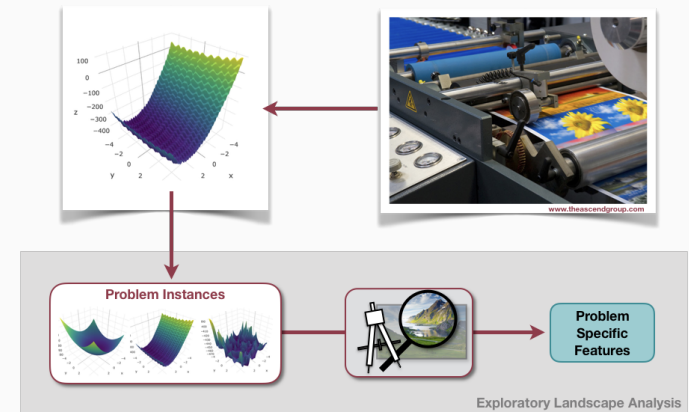 100
0
−100
−200
−300
−400
z
−4
−2
0
2
y
−4
−2
0
2
x
www.theascendgroup.com
Problem Instances
Problem
Specific
Features
Exploratory Landscape Analysis